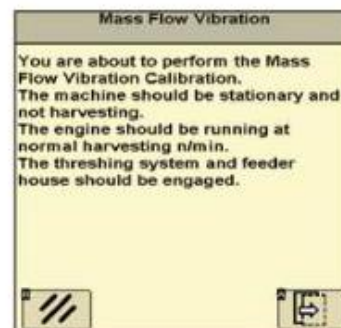 Mass Flow Vibration
You are about to perform the Mass
Flow Vibration Calibration.
The machine should be stationary and
not harvesting.
The engine should be running at
normal harvesting n/min.
The threshing system and feeder
house should be engaged.